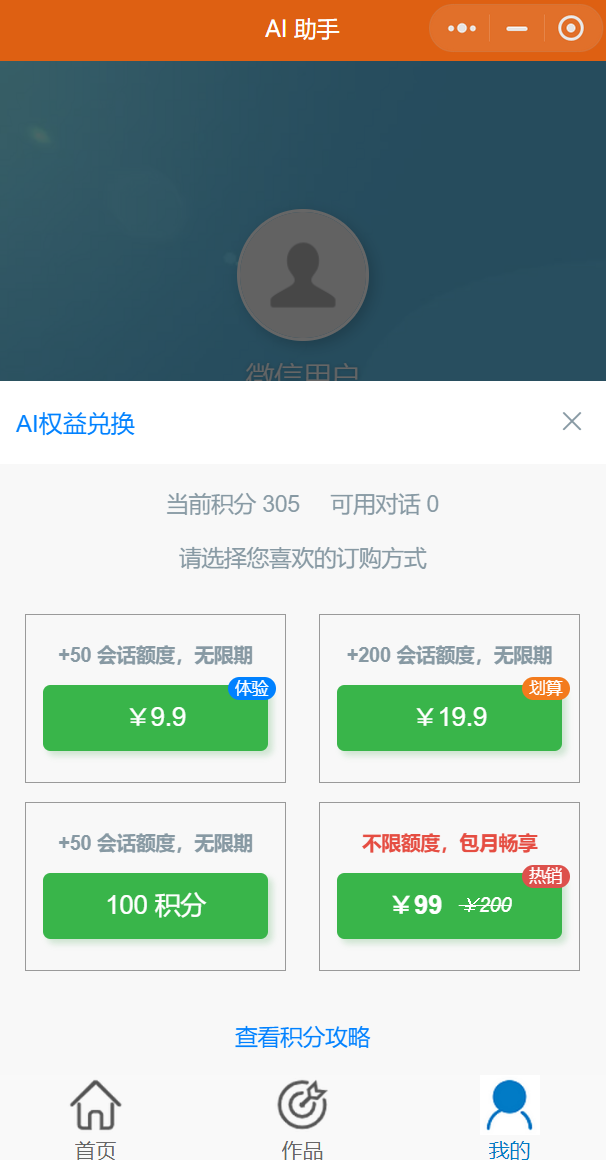 AI 助手
微信用户
AI权益兑换
当前积分 305 可用对话 0
请选择您喜欢的订购方式
+50 会话额度，无限期
体验
￥9.9
+200 会话额度，无限期
划算
￥19.9
+50 会话额度，无限期
100 积分
不限额度，包月畅享
热销
￥99 ￥200
查看积分攻略
首页
作品
我的